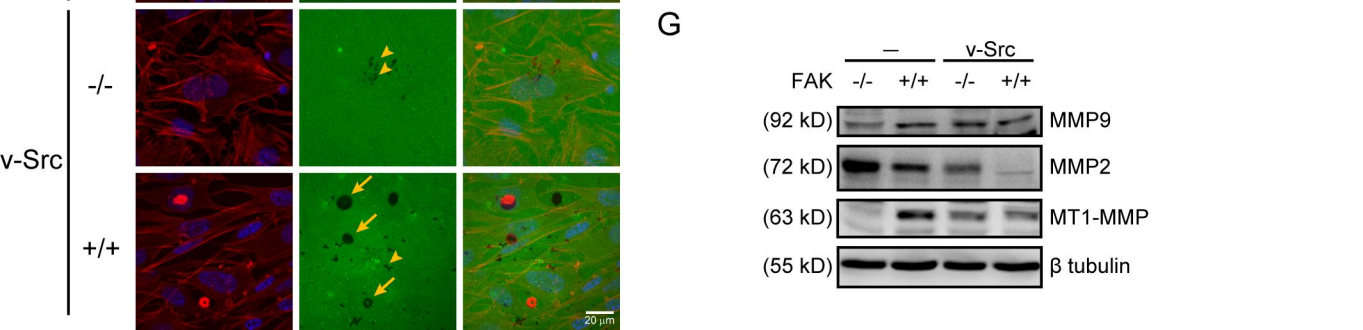 v-Src
-/-
+/+
20 μm
G
— v-Src
FAK -/- +/+ -/- +/+
(92 kD) MMP9
(72 kD) MMP2
(63 kD) MT1-MMP
(55 kD) β tubulin